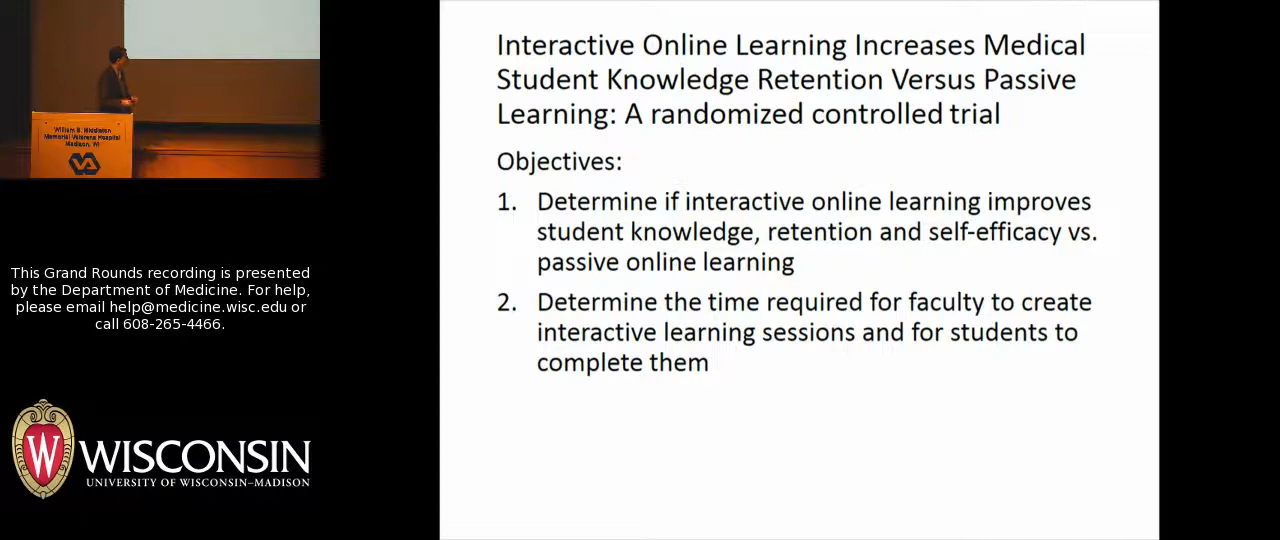 William S. Middleton
Memorial Veterans Hospital
Madison, WI
VA
This Grand Rounds recording is presented
by the Department of Medicine. For help,
please email help@medicine.wisc.edu or
call 608-265-4466.
W
WISCONSIN
UNIVERSITY OF WISCONSIN–MADISON
Interactive Online Learning Increases Medical
Student Knowledge Retention Versus Passive
Learning: A randomized controlled trial
Objectives:
1. Determine if interactive online learning improves
student knowledge, retention and self-efficacy vs.
passive online learning
2. Determine the time required for faculty to create
interactive learning sessions and for students to
complete them